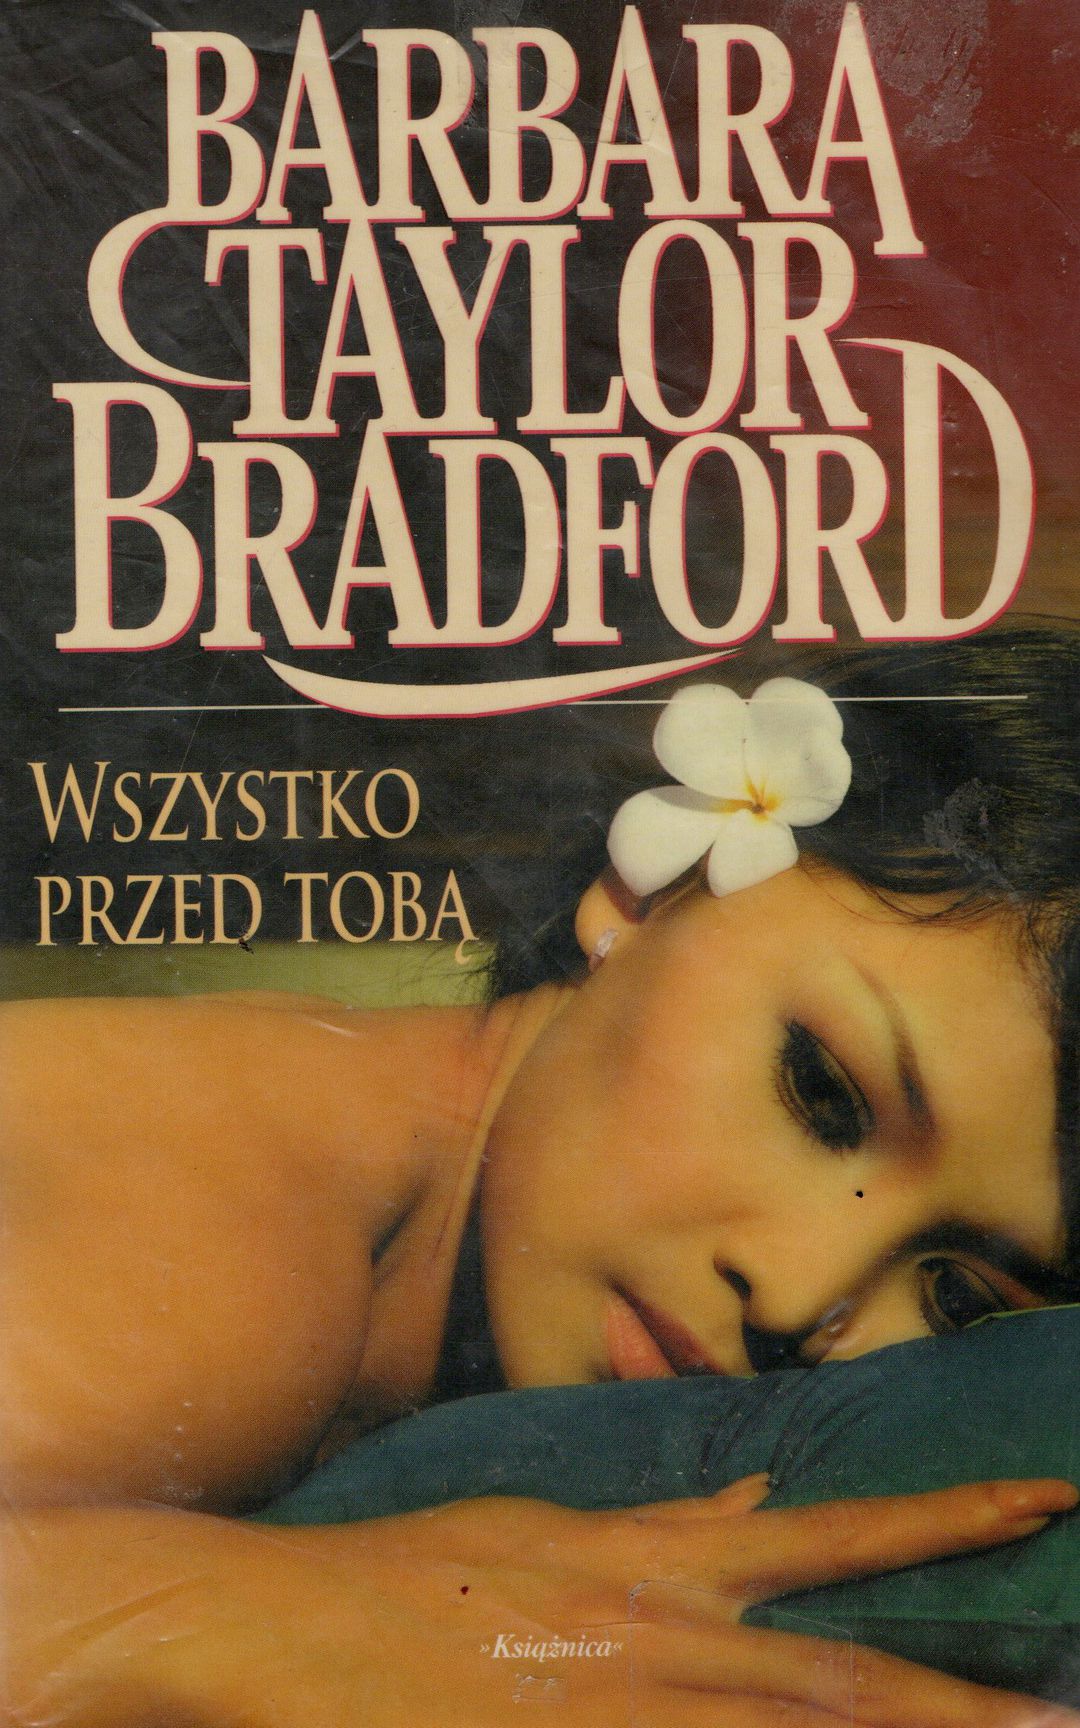 BARBARA
TAYLOR
BRADFORD
WSZYSTKO
PRZED TOBĄ
»Książnica«